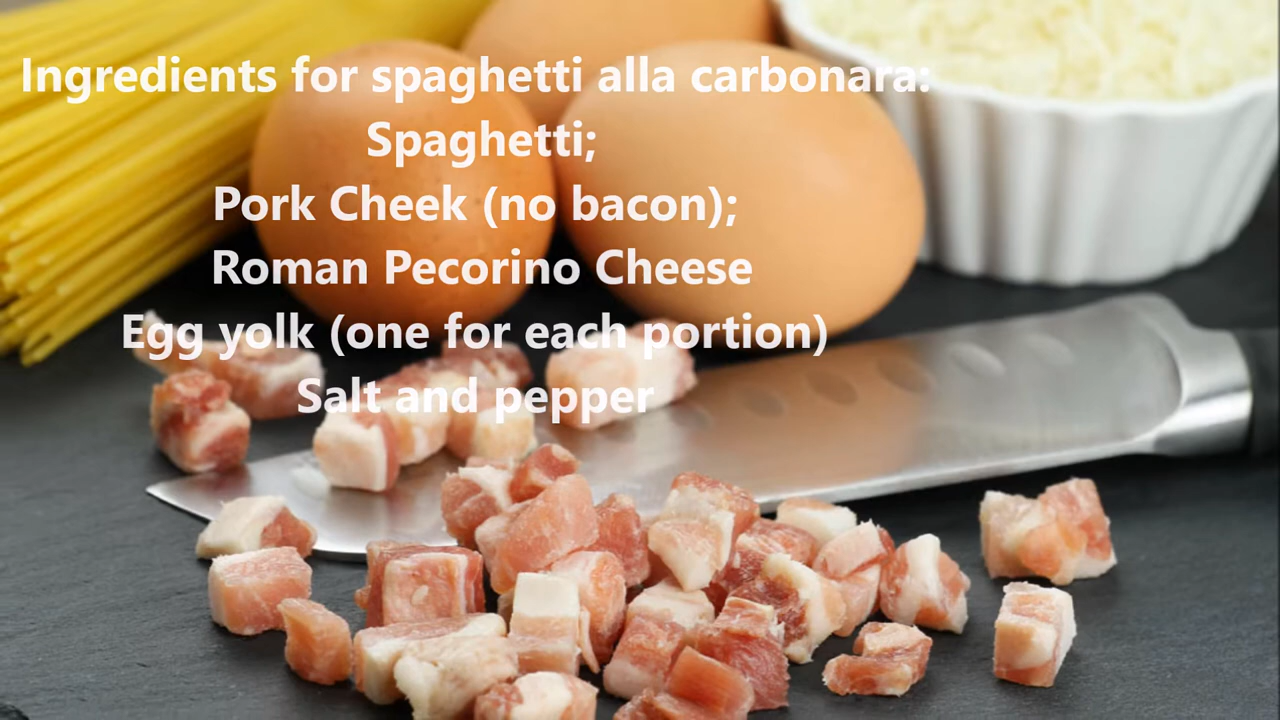 Ingredients for spaghetti alla carbonara:
Spaghetti;
Pork Cheek (no bacon);
Roman Pecorino Cheese
Egg yolk (one for each portion)
Salt and pepper